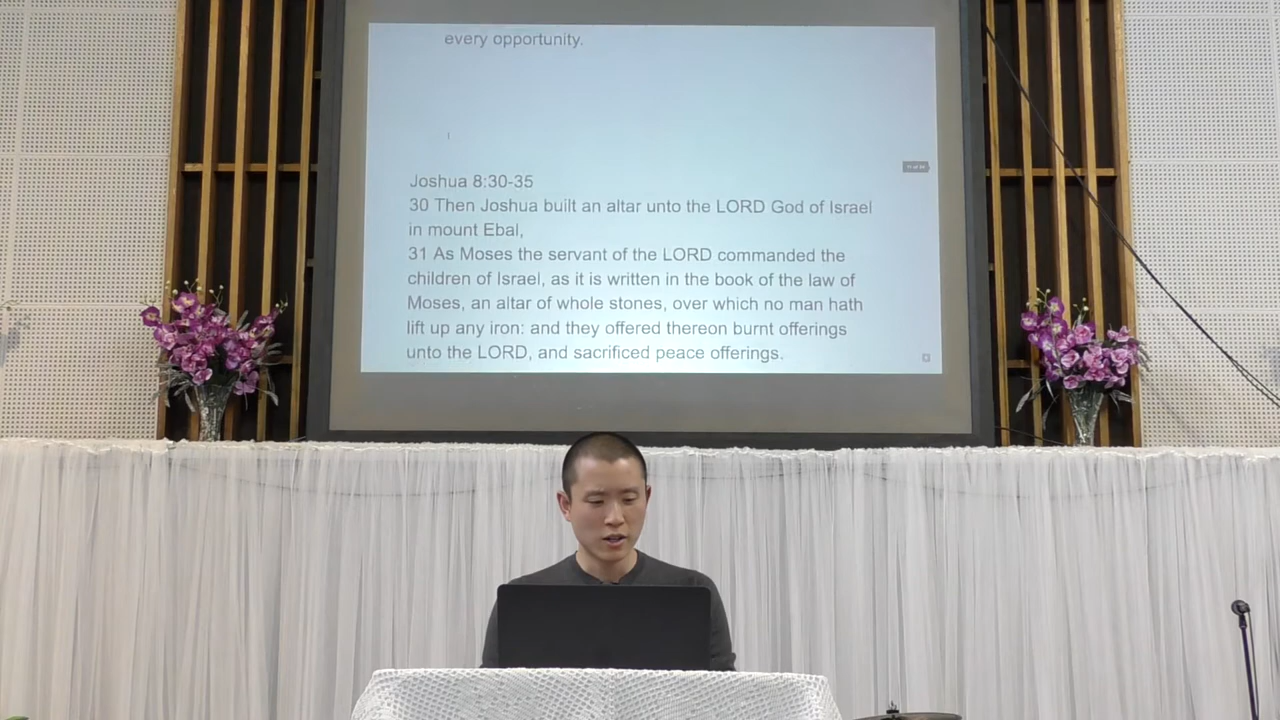 every opportunity.
Joshua 8:30-35
30 Then Joshua built an altar unto the LORD God of Israel
in mount Ebal,
31 As Moses the servant of the LORD commanded the
children of Israel, as it is written in the book of the law of
Moses, an altar of whole stones, over which no man hath
lift up any iron: and they offered thereon burnt offerings
unto the LORD, and sacrificed peace offerings.